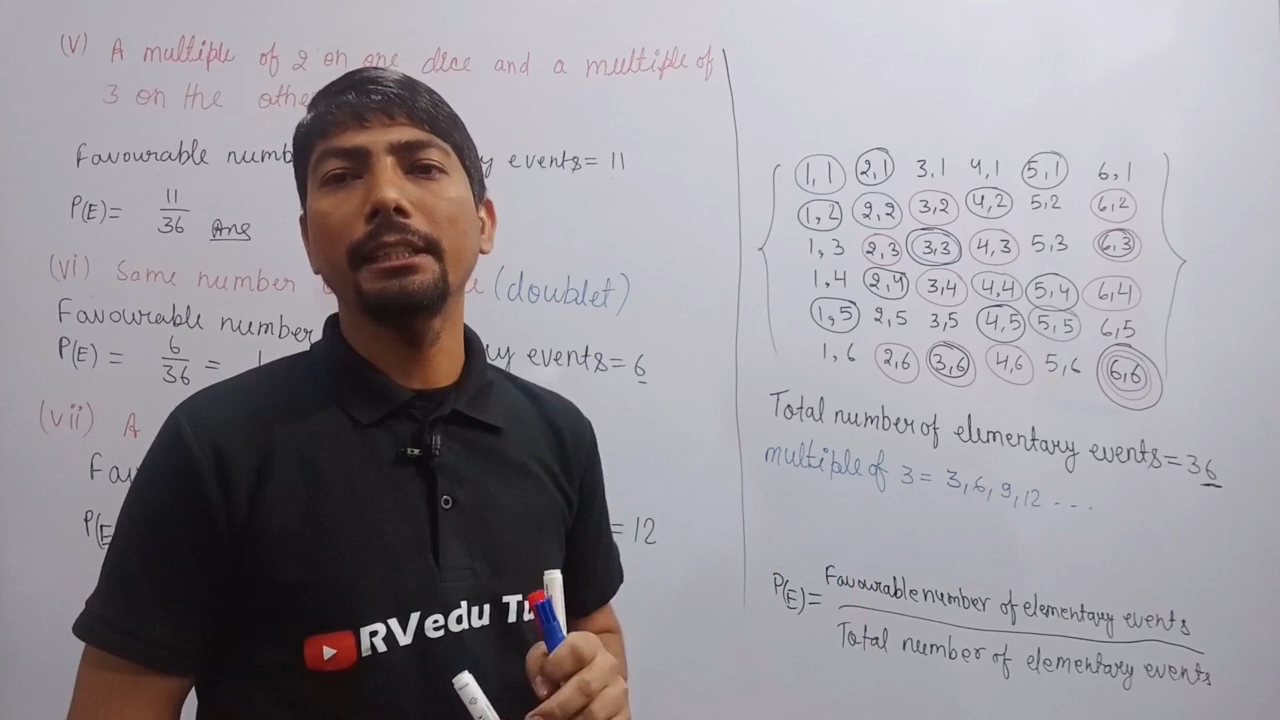 (v) A multiple of 2 on one dice and a multiple of
3 on the othe
Favourable numb y events= 11
P(E)= 11/36 Ans
(vi) Same number (doublet)
Favourable number
P(E) = 6/36 = y events= 6
(vii) A
Fav
P(E = 12
1,1 2,1 3,1 4,1 5,1 6,1
1,2 2,2 3,2 4,2 5,2 6,2
1,3 2,3 3,3 4,3 5,3 6,3
1,4 2,4 3,4 4,4 5,4 6,4
1,5 2,5 3,5 4,5 5,5 6,5
1,6 2,6 3,6 4,6 5,6 6,6
Total number of elementary events=36
multiple of 3 = 3,6,9,12 ...
P(E)= Favourable number of elementary events
Total number of elementary events
RVedu Tu